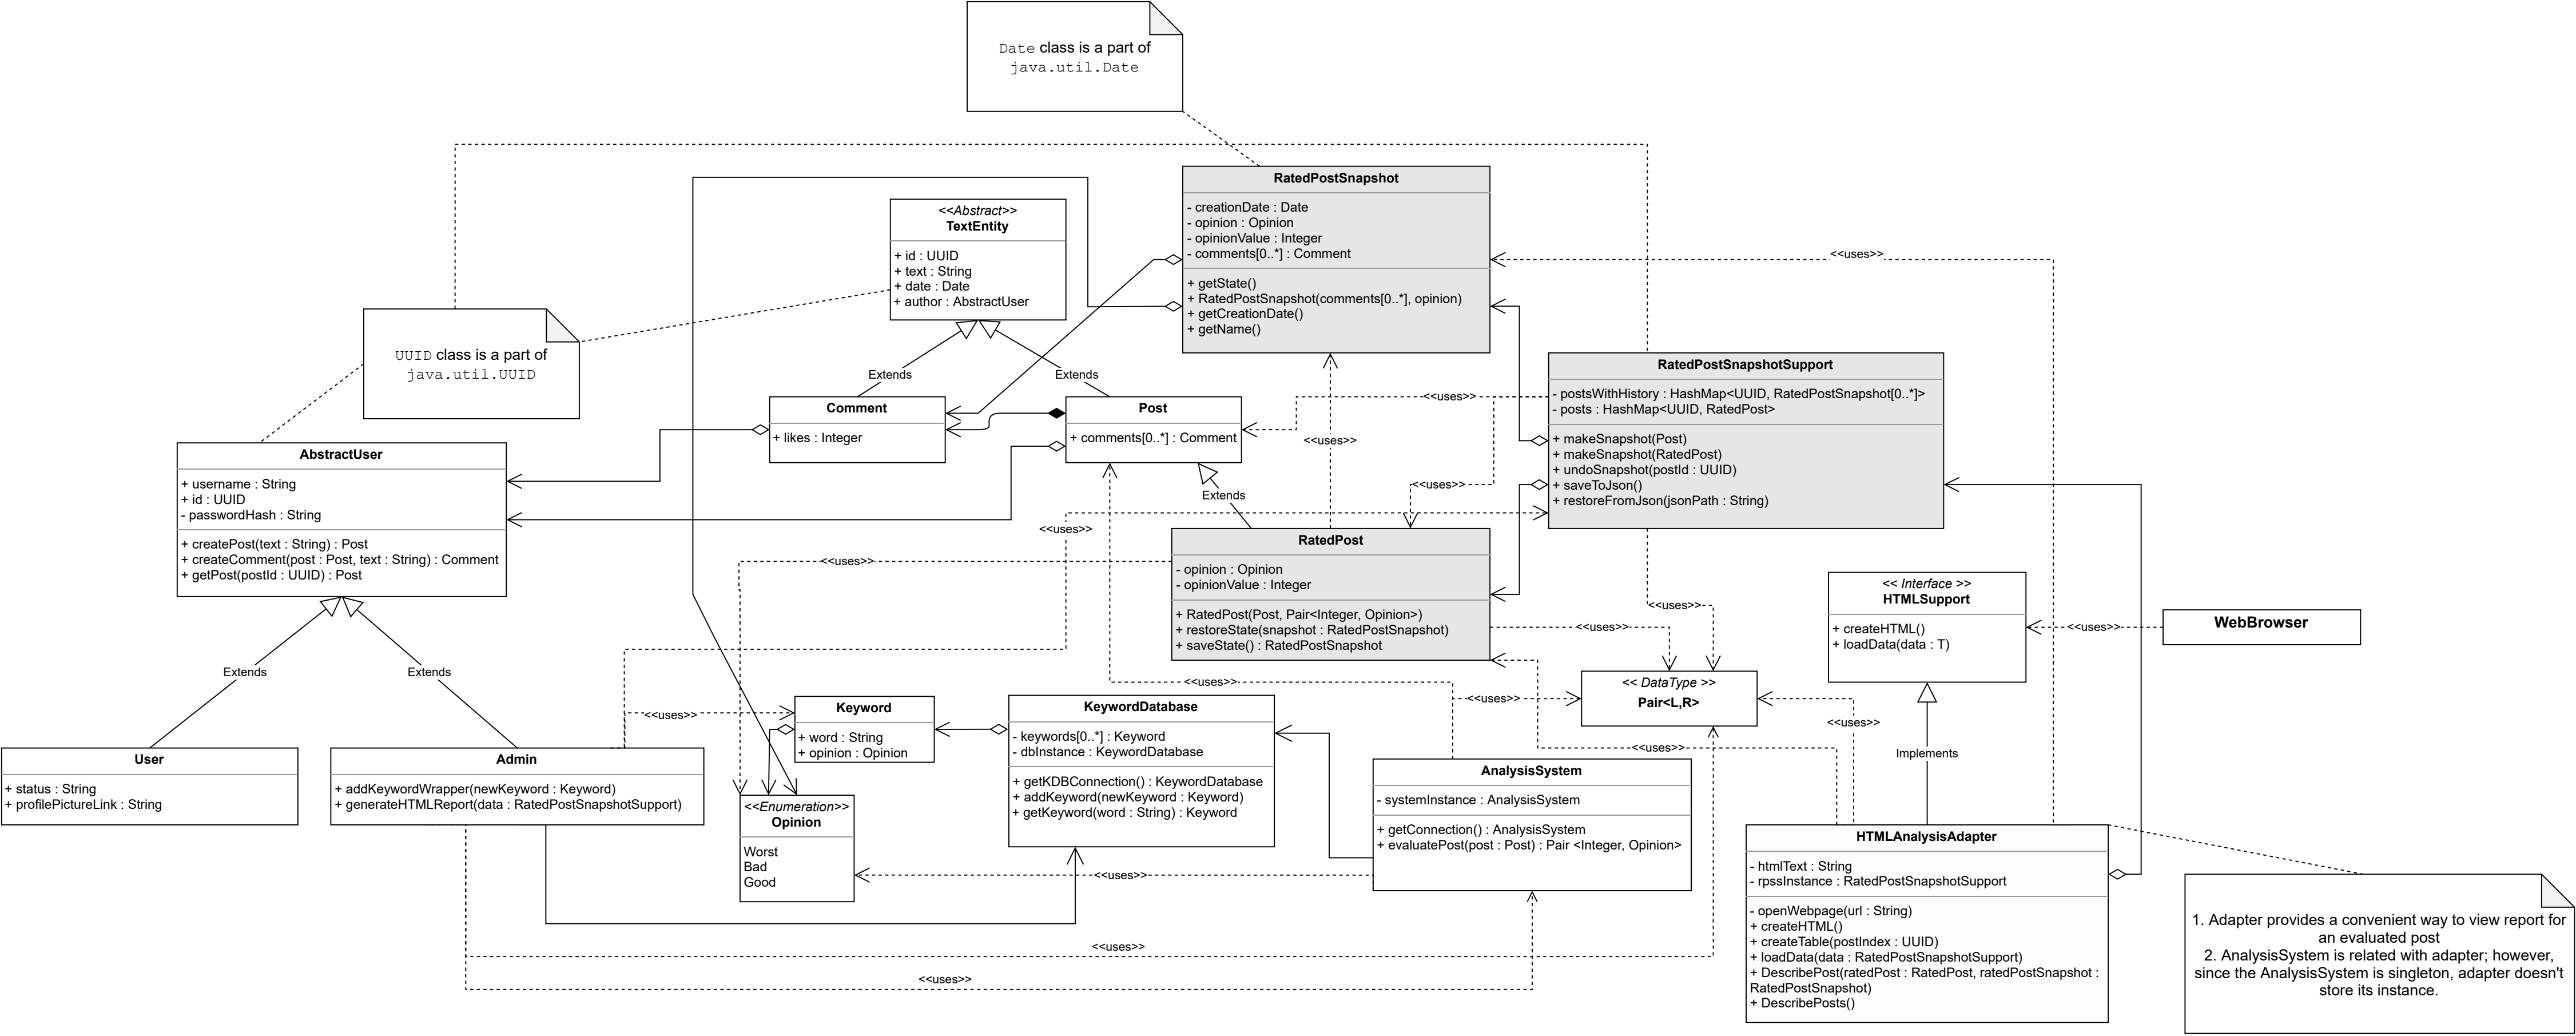 Date class is a part of
java.util.Date
RatedPostSnapshot
- creationDate : Date
- opinion : Opinion
- opinionValue : Integer
- comments[0..*] : Comment
+ getState()
+ RatedPostSnapshot(comments[0..*], opinion)
+ getCreationDate()
+ getName()
<<Abstract>>
TextEntity
+ id : UUID
+ text : String
+ date : Date
+ author : AbstractUser
<<uses>>
UUID class is a part of
java.util.UUID
Extends
Extends
RatedPostSnapshotSupport
- postsWithHistory : HashMap<UUID, RatedPostSnapshot[0..*]>
- posts : HashMap<UUID, RatedPost>
+ makeSnapshot(Post)
+ makeSnapshot(RatedPost)
+ undoSnapshot(postId : UUID)
+ saveToJson()
+ restoreFromJson(jsonPath : String)
Comment
+ likes : Integer
Post
+ comments[0..*] : Comment
<<uses>>
<<uses>>
<<uses>>
Extends
<<uses>>
AbstractUser
+ username : String
+ id : UUID
- passwordHash : String
+ createPost(text : String) : Post
+ createComment(post : Post, text : String) : Comment
+ getPost(postId : UUID) : Post
<<uses>>
RatedPost
- opinion : Opinion
- opinionValue : Integer
+ RatedPost(Post, Pair<Integer, Opinion>)
+ restoreState(snapshot : RatedPostSnapshot)
+ saveState() : RatedPostSnapshot
<<uses>>
<<uses>>
<< Interface >>
HTMLSupport
+ createHTML()
+ loadData(data : T)
<<uses>>
WebBrowser
Extends
Extends
<<uses>>
<<uses>>
<< DataType >>
Pair<L,R>
<<uses>>
<<uses>>
Implements
<<uses>>
Keyword
+ word : String
+ opinion : Opinion
KeywordDatabase
- keywords[0..*] : Keyword
- dbInstance : KeywordDatabase
+ getKDBConnection() : KeywordDatabase
+ addKeyword(newKeyword : Keyword)
+ getKeyword(word : String) : Keyword
User
+ status : String
+ profilePictureLink : String
Admin
+ addKeywordWrapper(newKeyword : Keyword)
+ generateHTMLReport(data : RatedPostSnapshotSupport)
<<Enumeration>>
Opinion
Worst
Bad
Good
AnalysisSystem
- systemInstance : AnalysisSystem
+ getConnection() : AnalysisSystem
+ evaluatePost(post : Post) : Pair <Integer, Opinion>
<<uses>>
HTMLAnalysisAdapter
- htmlText : String
- rpssInstance : RatedPostSnapshotSupport
- openWebpage(url : String)
+ createHTML()
+ createTable(postIndex : UUID)
+ loadData(data : RatedPostSnapshotSupport)
+ DescribePost(ratedPost : RatedPost, ratedPostSnapshot :
RatedPostSnapshot)
+ DescribePosts()
1. Adapter provides a convenient way to view report for
an evaluated post
2. AnalysisSystem is related with adapter; however,
since the AnalysisSystem is singleton, adapter doesn't
store its instance.
<<uses>>
<<uses>>